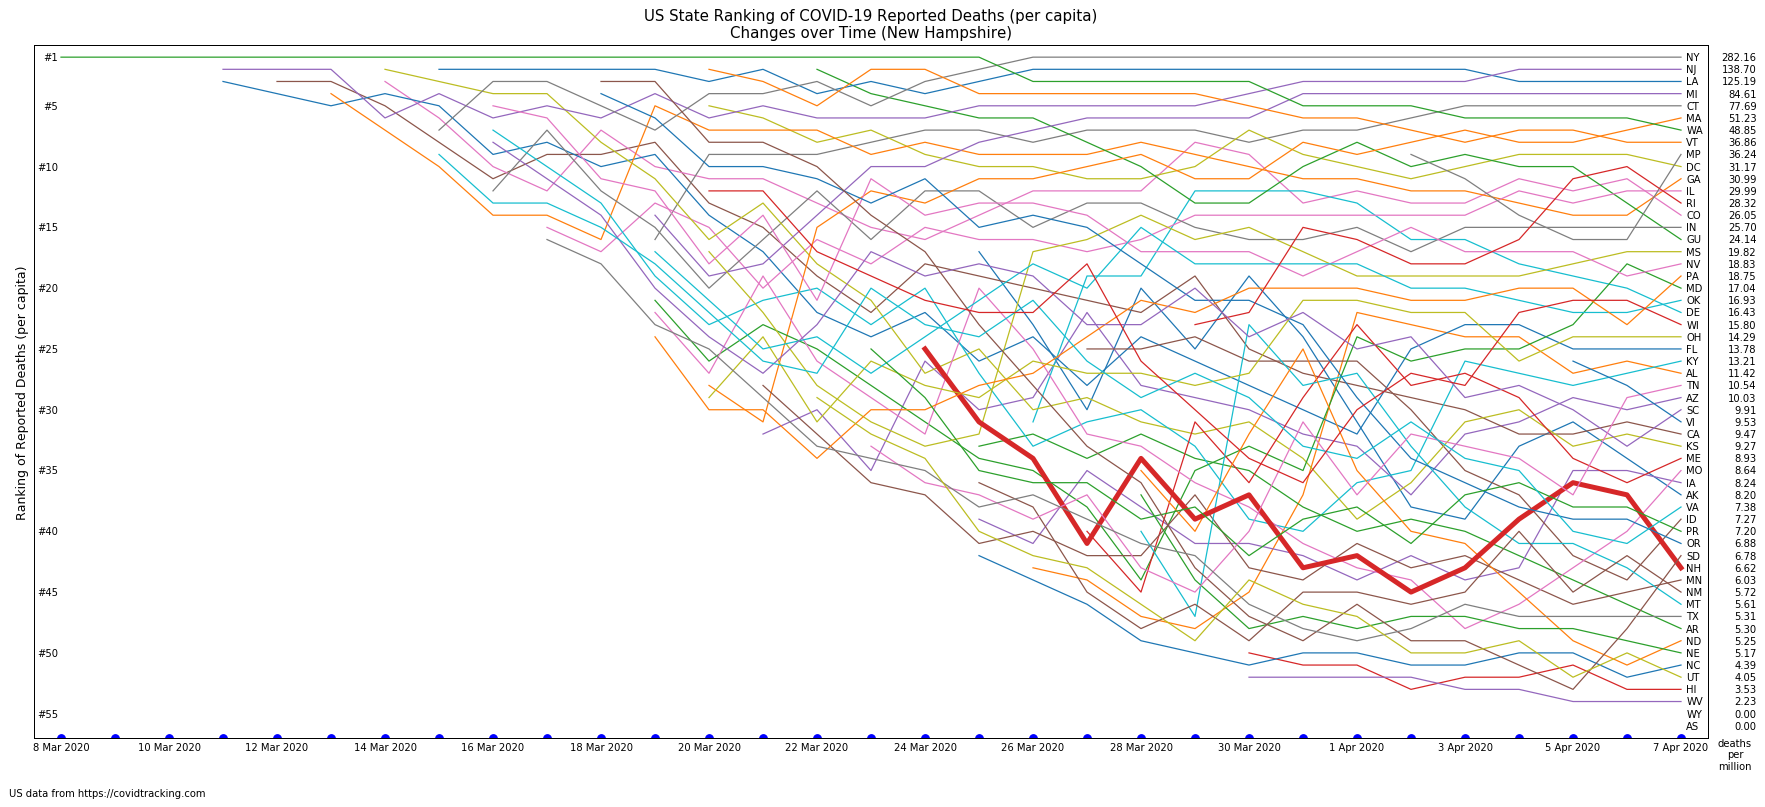 US State Ranking of COVID-19 Reported Deaths (per capita)
Changes over Time (New Hampshire)
Ranking of Reported Deaths (per capita)
#1
#5
#10
#15
#20
#25
#30
#35
#40
#45
#50
#55
NY 282.16
NJ 138.70
LA 125.19
MI 84.61
CT 77.69
MA 51.23
WA 48.85
VT 36.86
MP 36.24
DC 31.17
GA 30.99
IL 29.99
RI 28.32
CO 26.05
IN 25.70
GU 24.14
MS 19.82
NV 18.83
PA 18.75
MD 17.04
OK 16.93
DE 16.43
WI 15.80
OH 14.29
FL 13.78
KY 13.21
AL 11.42
TN 10.54
AZ 10.03
SC 9.91
VI 9.53
CA 9.47
KS 9.27
ME 8.93
MO 8.64
IA 8.24
AK 8.20
VA 7.38
ID 7.27
PR 7.20
OR 6.88
SD 6.78
NH 6.62
MN 6.03
NM 5.72
MT 5.61
TX 5.31
AR 5.30
ND 5.25
NE 5.17
NC 4.39
UT 4.05
HI 3.53
WV 2.23
WY 0.00
AS 0.00
8 Mar 2020 10 Mar 2020 12 Mar 2020 14 Mar 2020 16 Mar 2020 18 Mar 2020 20 Mar 2020 22 Mar 2020 24 Mar 2020 26 Mar 2020 28 Mar 2020 30 Mar 2020 1 Apr 2020 3 Apr 2020 5 Apr 2020 7 Apr 2020
deaths
per
million
US data from https://covidtracking.com